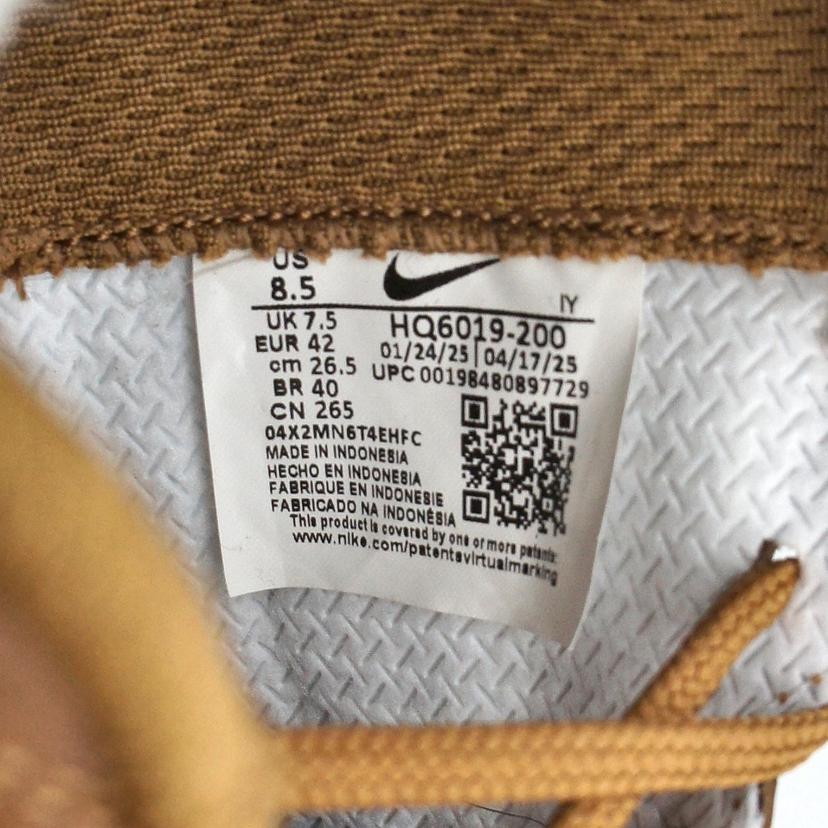 US
8.5
IY
UK 7.5
EUR 42
cm 26.5
BR 40
CN 265
HQ6019-200
01/24/25 | 04/17/25
UPC 00198480897729
04X2MN6T4EHFC
MADE IN INDONESIA
HECHO EN INDONESIA
FABRIQUE EN INDONESIE
FABRICADO NA INDONÉSIA
This product is covered by one or more patents:
www.nike.com/patentsvirtualmarking